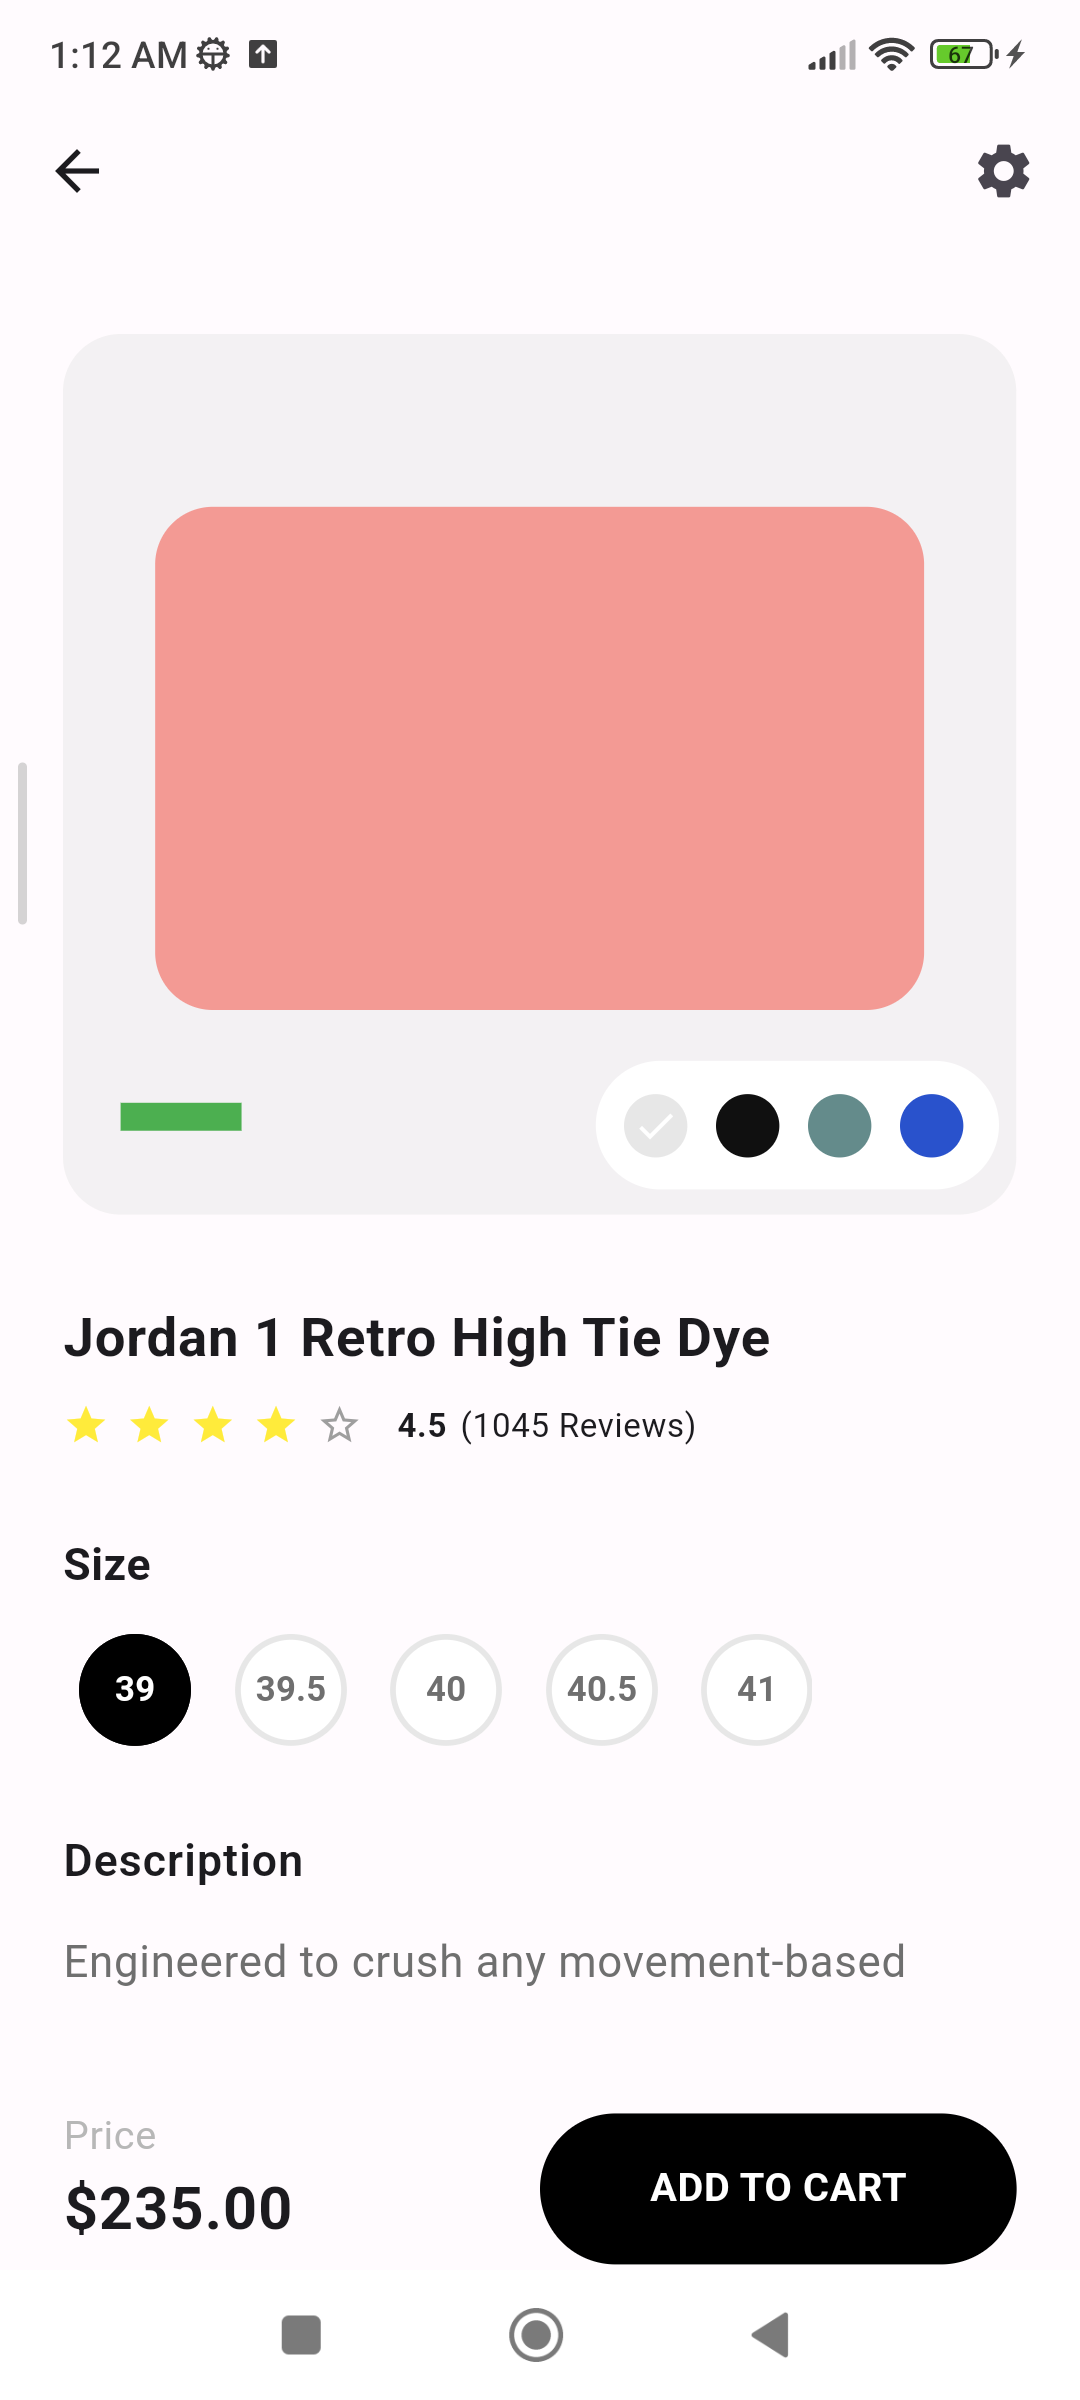 1:12 AM 67
Jordan 1 Retro High Tie Dye
4.5 (1045 Reviews)
Size
39 39.5 40 40.5 41
Description
Engineered to crush any movement-based
Price
$235.00
ADD TO CART